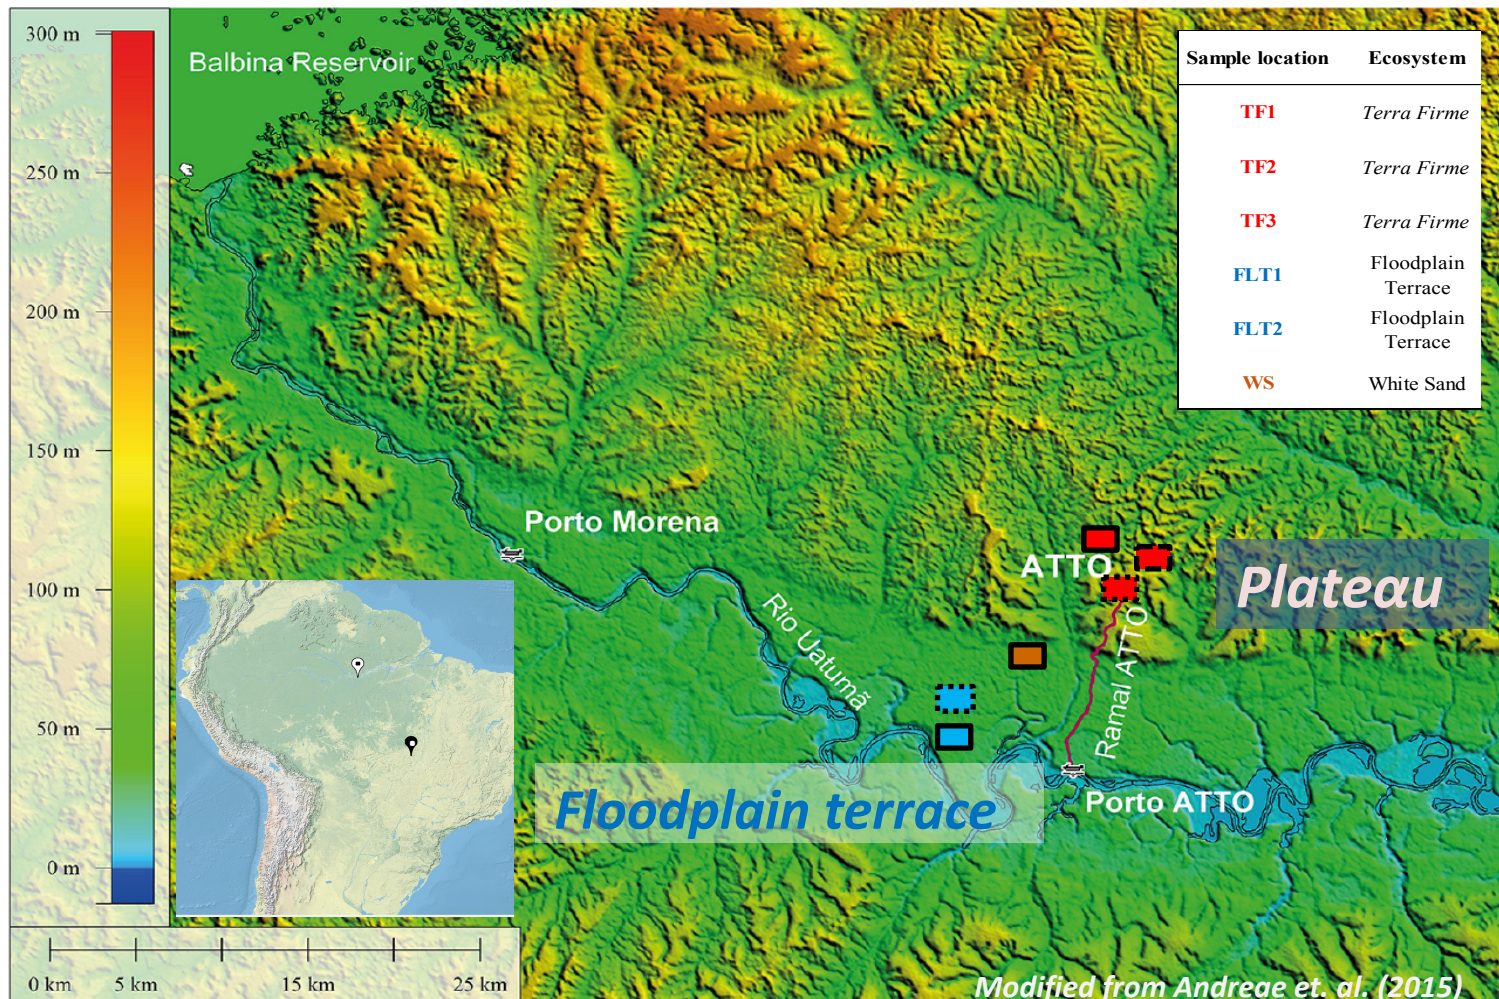 300 m
250 m
200 m
150 m
100 m
50 m
0 m
0 km
5 km
15 km
25 km
Balbina Reservoir
Sample location Ecosystem
TF1 Terra Firme
TF2 Terra Firme
TF3 Terra Firme
FLT1 Floodplain
Terrace
FLT2 Floodplain
Terrace
WS White Sand
Porto Morena
ATTO
Plateau
Rio Uatumã
Ramal ATTO
Floodplain terrace
Porto ATTO
Modified from Andreae et. al. (2015)